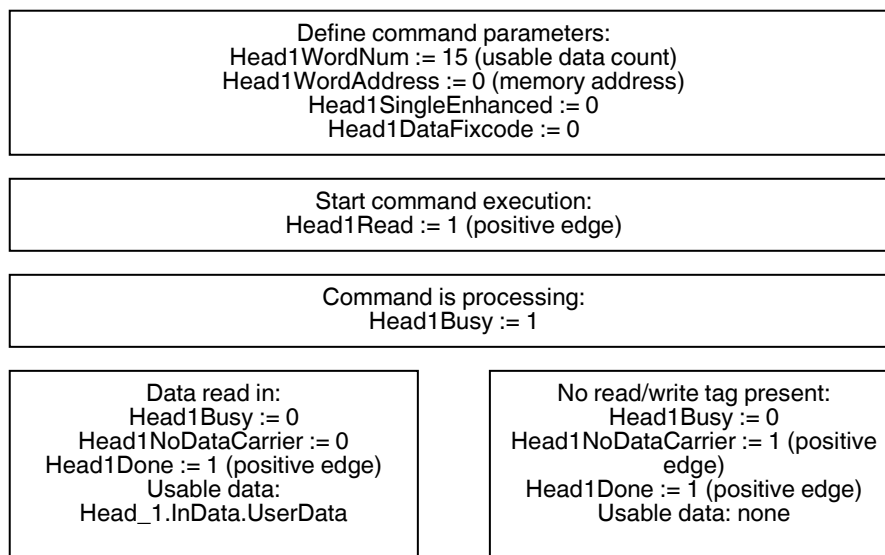 Define command parameters:
Head1WordNum := 15 (usable data count)
Head1WordAddress := 0 (memory address)
Head1SingleEnhanced := 0
Head1DataFixcode := 0
Start command execution:
Head1Read := 1 (positive edge)
Command is processing:
Head1Busy := 1
Data read in:
Head1Busy := 0
Head1NoDataCarrier := 0
Head1Done := 1 (positive edge)
Usable data:
Head_1.InData.UserData
No read/write tag present:
Head1Busy := 0
Head1NoDataCarrier := 1 (positive
edge)
Head1Done := 1 (positive edge)
Usable data: none